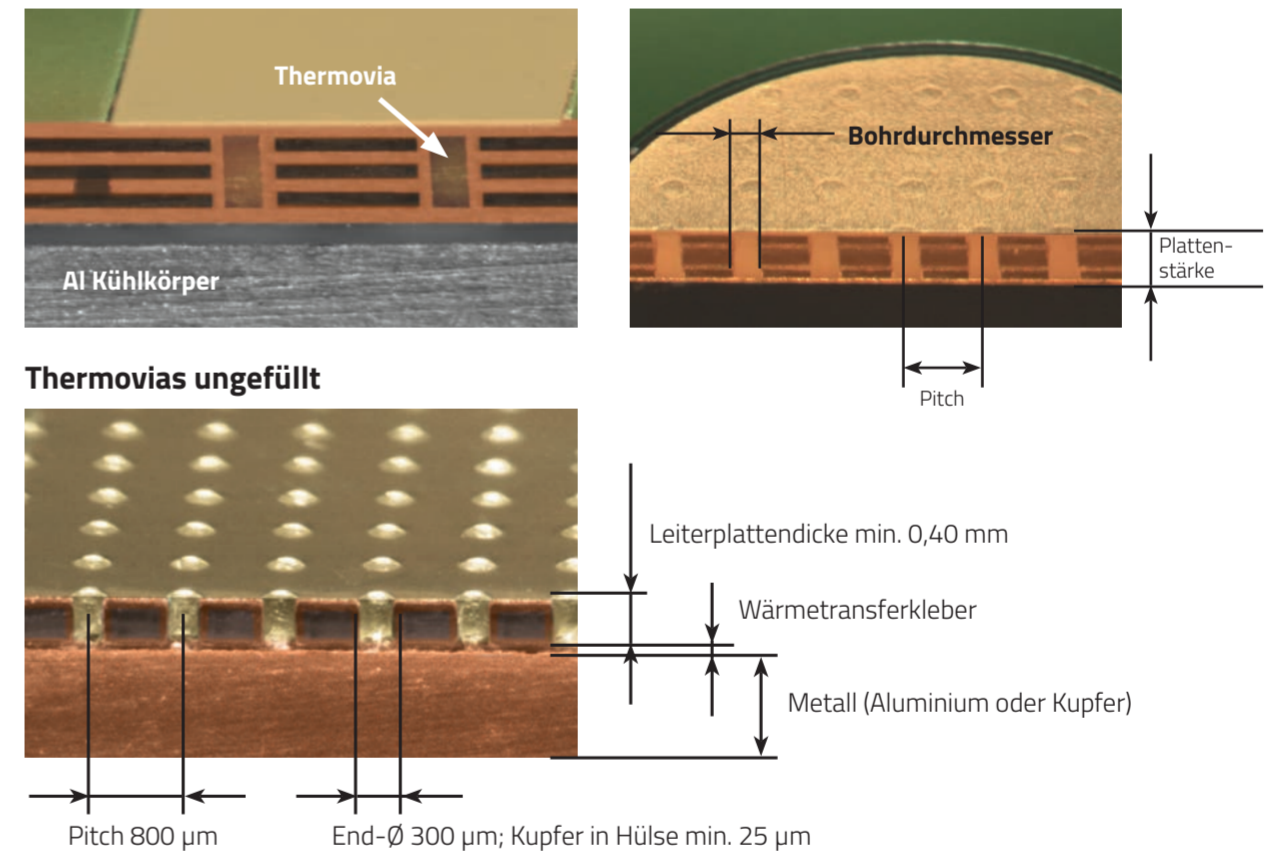 Thermovia
Al Kühlkörper
Bohrdurchmesser
Platten-
stärke
Pitch
Thermovias ungefüllt
Leiterplattendicke min. 0,40 mm
Wärmetransferkleber
Metall (Aluminium oder Kupfer)
Pitch 800 µm
End-Ø 300 µm; Kupfer in Hülse min. 25 µm